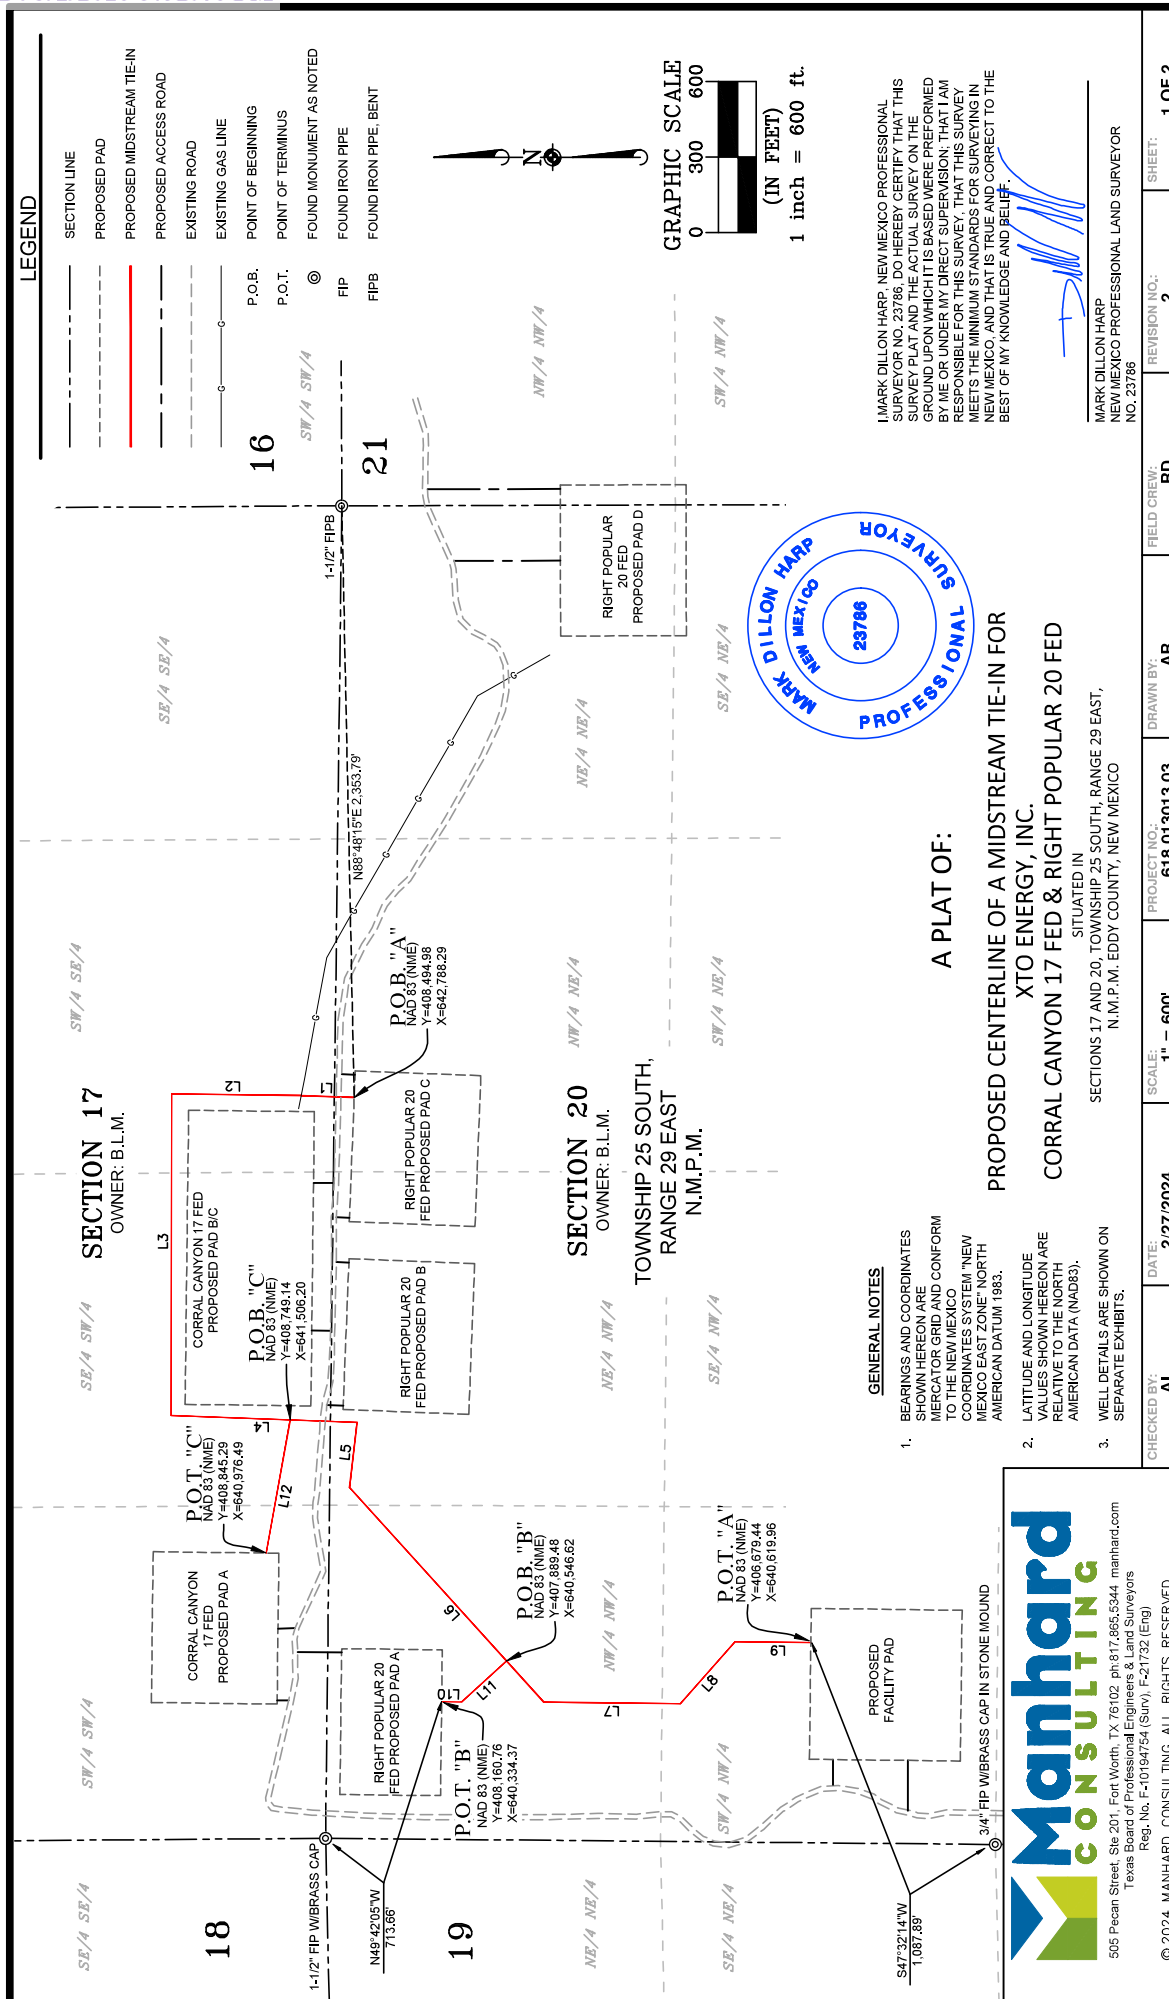 LEGEND
SECTION LINE
PROPOSED PAD
PROPOSED MIDSTREAM TIE-IN
PROPOSED ACCESS ROAD
EXISTING ROAD
EXISTING GAS LINE
G
G
P.O.B. POINT OF BEGINNING
P.O.T. POINT OF TERMINUS
FOUND MONUMENT AS NOTED
FIP FOUND IRON PIPE
FIPB FOUND IRON PIPE, BENT
N
GRAPHIC SCALE
0 300 600
(IN FEET)
1 inch = 600 ft.
I,MARK DILLON HARP, NEW MEXICO PROFESSIONAL
SURVEYOR NO. 23786, DO HEREBY CERTIFY THAT THIS
SURVEY PLAT AND THE ACTUAL SURVEY ON THE
GROUND UPON WHICH IT IS BASED WERE PREFORMED
BY ME OR UNDER MY DIRECT SUPERVISION; THAT I AM
RESPONSIBLE FOR THIS SURVEY, THAT THIS SURVEY
MEETS THE MINIMUM STANDARDS FOR SURVEYING IN
NEW MEXICO, AND THAT IS TRUE AND CORRECT TO THE
BEST OF MY KNOWLEDGE AND BELIEF.
MARK DILLON HARP
NEW MEXICO PROFESSIONAL LAND SURVEYOR
NO. 23786
MARK DILLON HARP
NEW MEXICO
23786
PROFESSIONAL SURVEYOR
SE/4 SE/4
SW/4 SW/4
SE/4 SW/4
SW/4 SE/4
SE/4 SE/4
SW/4 SW/4
18
16
SECTION 17
OWNER: B.L.M.
L3
L2
L1
L4
L12
L5
CORRAL CANYON 17 FED
PROPOSED PAD B/C
CORRAL CANYON
17 FED
PROPOSED PAD A
P.O.T. "C"
NAD 83 (NME)
Y=408,845.29
X=640,976.49
P.O.B. "C"
NAD 83 (NME)
Y=408,749.14
X=641,506.20
1-1/2" FIP W/BRASS CAP
1-1/2" FIPB
N88°48'15"E 2,353.79'
G
G
G
G
G
G
21
19
P.O.B. "A"
NAD 83 (NME)
Y=408,494.98
X=642,788.29
RIGHT POPULAR 20
FED PROPOSED PAD A
RIGHT POPULAR 20
FED PROPOSED PAD B
RIGHT POPULAR 20
FED PROPOSED PAD C
RIGHT POPULAR
20 FED
PROPOSED PAD D
N49°42'05"W
713.66'
L10
L11
L6
P.O.T. "B"
NAD 83 (NME)
Y=408,160.76
X=640,334.37
P.O.B. "B"
NAD 83 (NME)
Y=407,889.48
X=640,546.62
NE/4 NE/4
NW/4 NW/4
NE/4 NW/4
NW/4 NE/4
NE/4 NE/4
NW/4 NW/4
SECTION 20
OWNER: B.L.M.
TOWNSHIP 25 SOUTH,
RANGE 29 EAST
N.M.P.M.
L7
L8
L9
SE/4 NE/4
SW/4 NW/4
SE/4 NW/4
SW/4 NE/4
SE/4 NE/4
SW/4 NW/4
P.O.T. "A"
NAD 83 (NME)
Y=406,679.44
X=640,619.96
PROPOSED
FACILITY PAD
S47°32'14"W
1,087.89'
3/4" FIP W/BRASS CAP IN STONE MOUND
GENERAL NOTES
1. BEARINGS AND COORDINATES
SHOWN HEREON ARE
MERCATOR GRID AND CONFORM
TO THE NEW MEXICO
COORDINATES SYSTEM "NEW
MEXICO EAST ZONE" NORTH
AMERICAN DATUM 1983.
2. LATITUDE AND LONGITUDE
VALUES SHOWN HEREON ARE
RELATIVE TO THE NORTH
AMERICAN DATA (NAD83).
3. WELL DETAILS ARE SHOWN ON
SEPARATE EXHIBITS.
A PLAT OF:
PROPOSED CENTERLINE OF A MIDSTREAM TIE-IN FOR
XTO ENERGY, INC.
CORRAL CANYON 17 FED & RIGHT POPULAR 20 FED
SITUATED IN
SECTIONS 17 AND 20, TOWNSHIP 25 SOUTH, RANGE 29 EAST,
N.M.P.M. EDDY COUNTY, NEW MEXICO
Manhard
CONSULTING
505 Pecan Street, Ste 201, Fort Worth, TX 76102 ph:817.865.5344 manhard.com
Texas Board of Professional Engineers & Land Surveyors
Reg. No. F-10194754 (Surv), F-21732 (Eng)
© 2024 MANHARD CONSULTING ALL RIGHTS RESERVED
CHECKED BY: AL
DATE: 2/27/2024
SCALE: 1" = 600'
PROJECT NO.: 618.013013.03
DRAWN BY: AR
FIELD CREW: RD
REVISION NO.: 2
SHEET: 1 OF 2